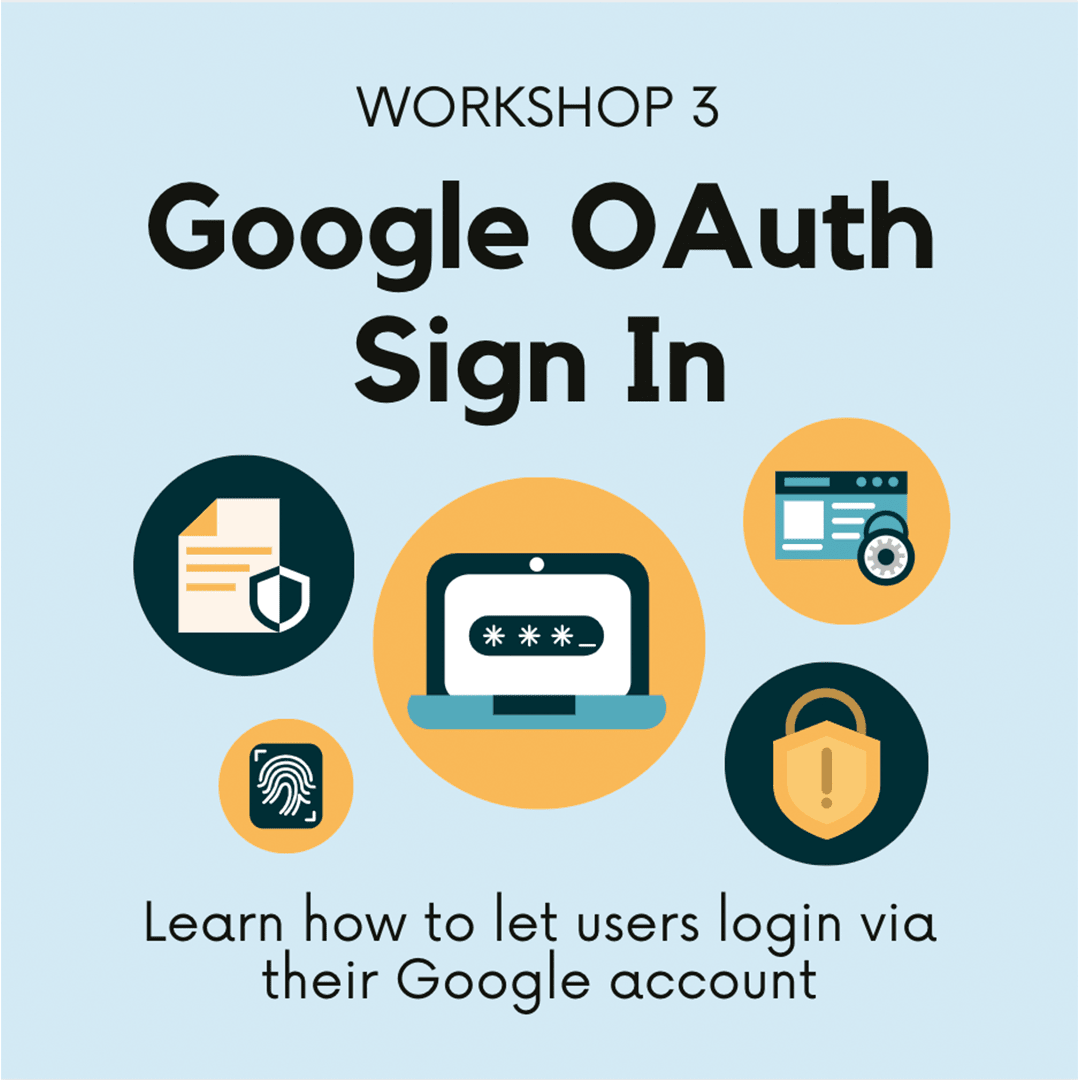 WORKSHOP 3
Google OAuth
Sign In
***_
Learn how to let users login via
their Google account